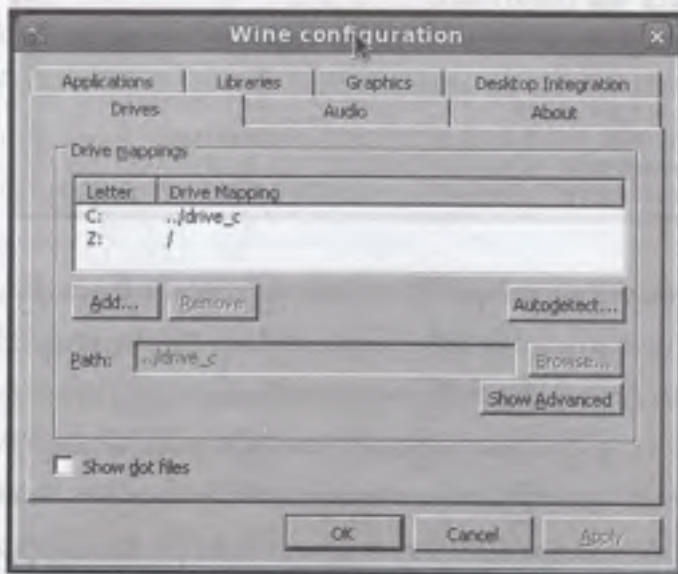 Wine configuration
Applications Libraries Graphics Desktop Integration
Drives Audio About
Drive mappings
Letter Drive Mapping
C: ../drive_c
Z: /
Add... Remove Autodetect...
Path: ../drive_c Browse...
Show Advanced
Show dot files
OK Cancel Apply